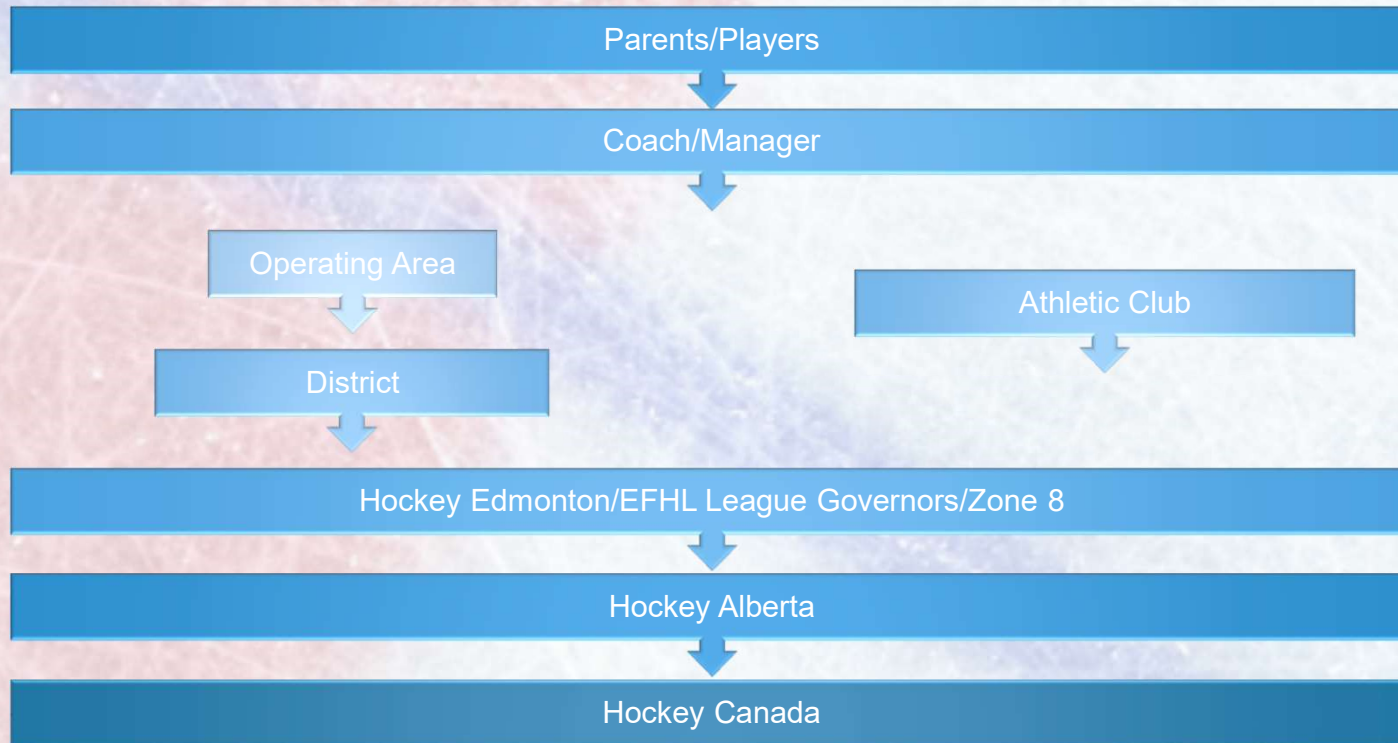 Parents/Players
Coach/Manager
Operating Area
Athletic Club
District
Hockey Edmonton/EFHL League Governors/Zone 8
Hockey Alberta
Hockey Canada